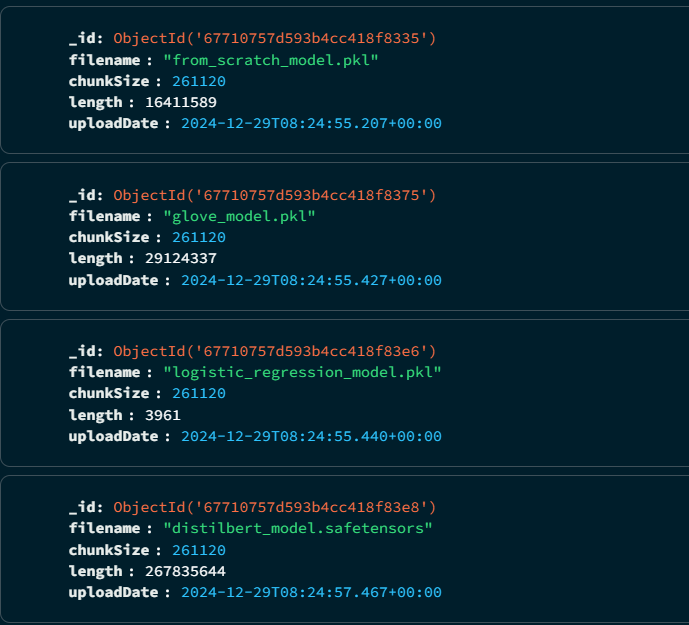 _id: ObjectId('67710757d593b4cc418f8335')
filename : "from_scratch_model.pkl"
chunkSize : 261120
length : 16411589
uploadDate : 2024-12-29T08:24:55.207+00:00
_id: ObjectId('67710757d593b4cc418f8375')
filename : "glove_model.pkl"
chunkSize : 261120
length : 29124337
uploadDate : 2024-12-29T08:24:55.427+00:00
_id: ObjectId('67710757d593b4cc418f83e6')
filename : "logistic_regression_model.pkl"
chunkSize : 261120
length : 3961
uploadDate : 2024-12-29T08:24:55.440+00:00
_id: ObjectId('67710757d593b4cc418f83e8')
filename : "distilbert_model.safetensors"
chunkSize : 261120
length : 267835644
uploadDate : 2024-12-29T08:24:57.467+00:00